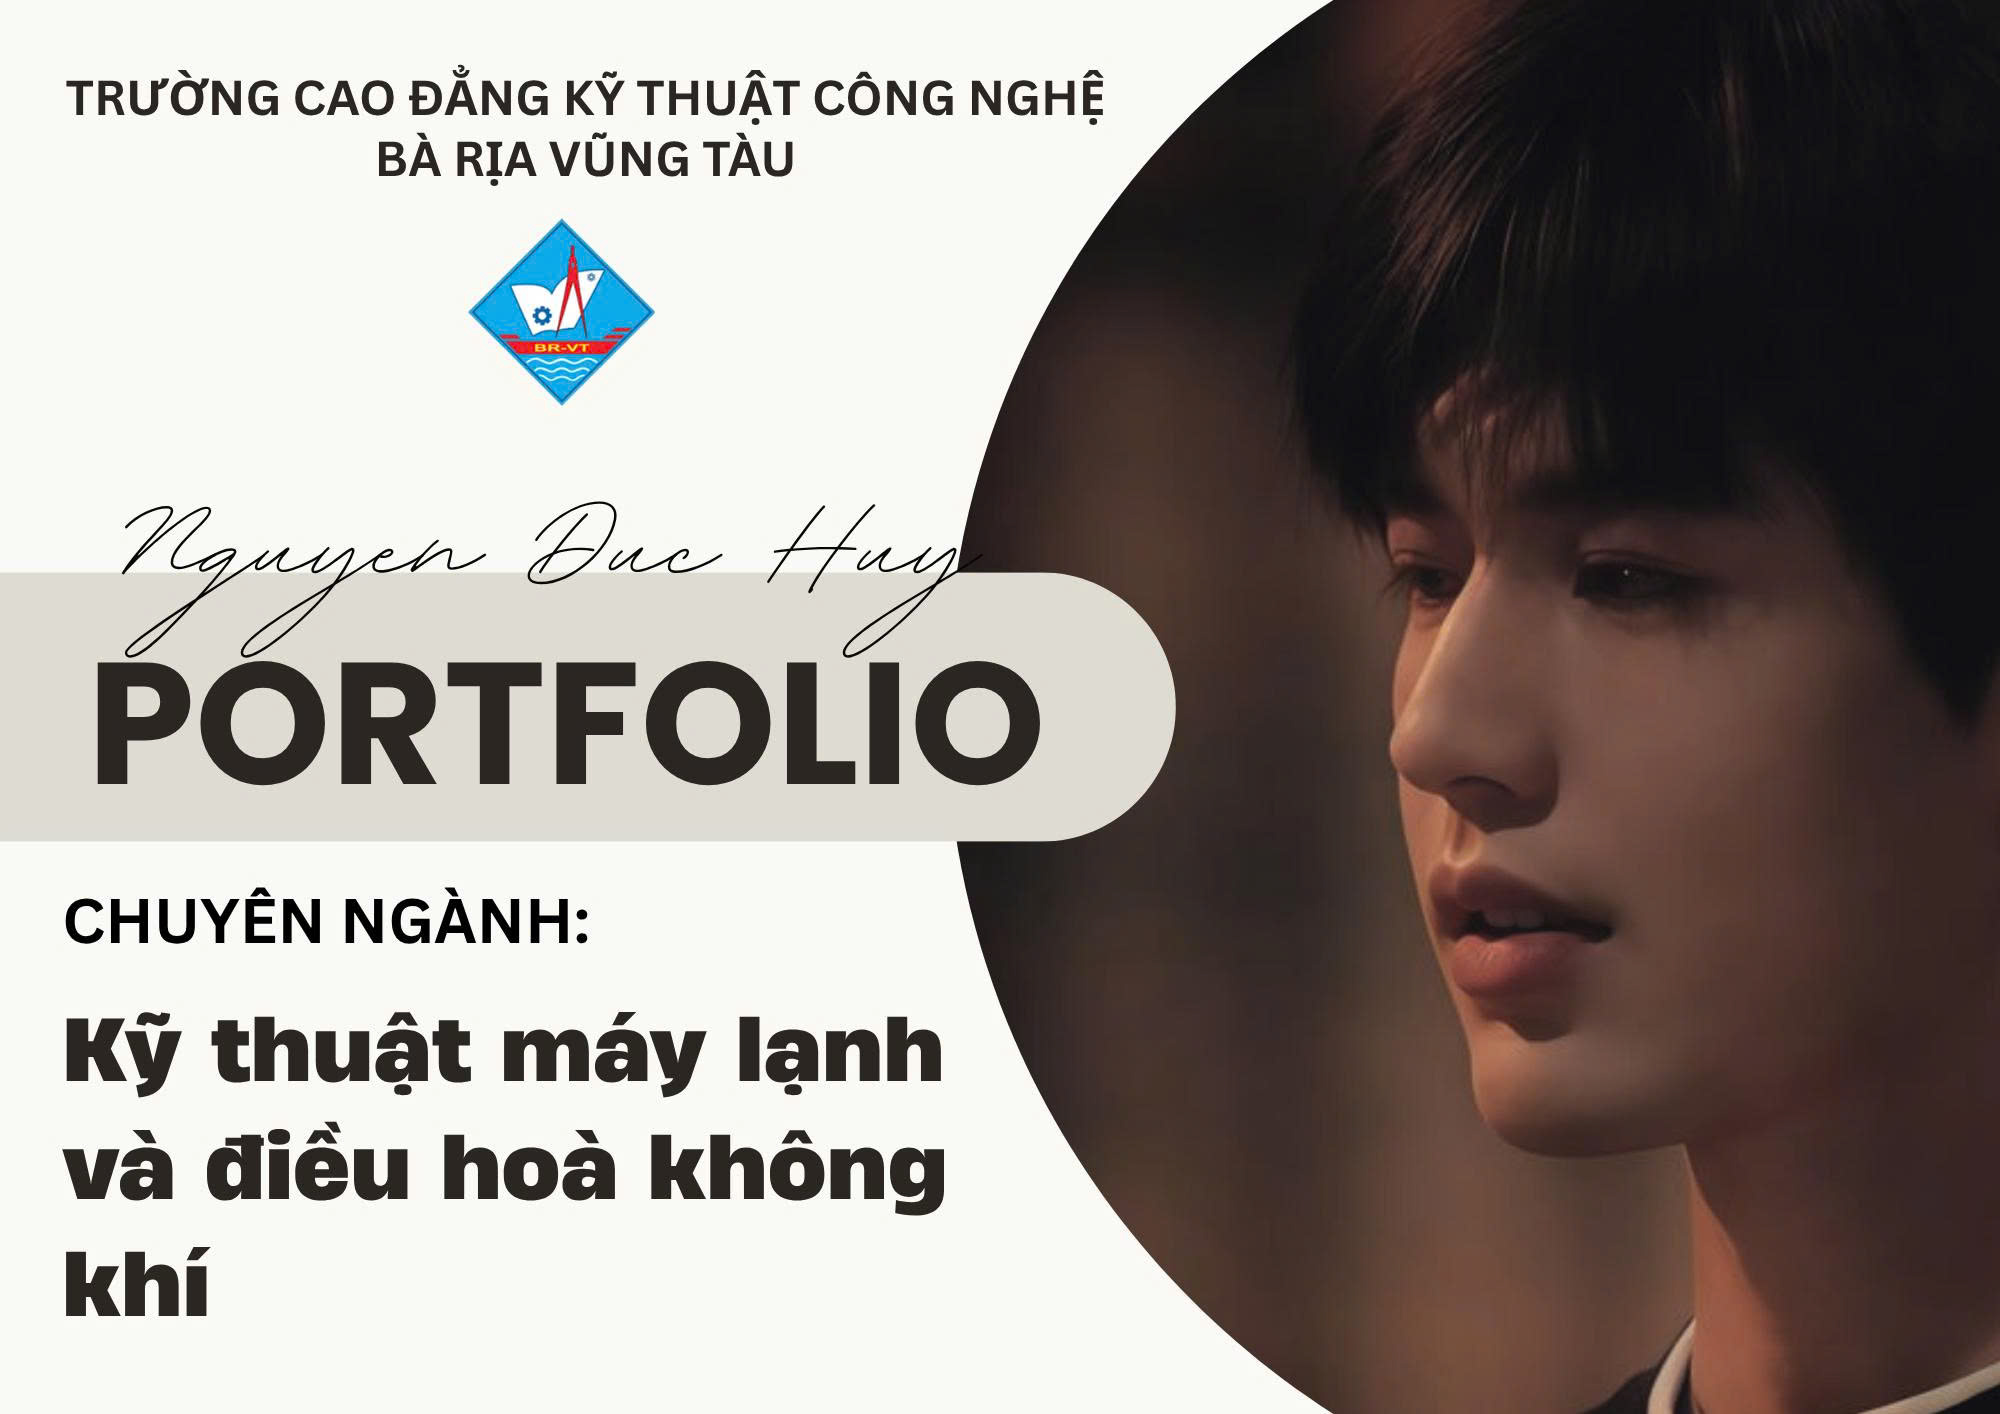 TRƯỜNG CAO ĐẲNG KỸ THUẬT CÔNG NGHỆ
BÀ RỊA VŨNG TÀU
BR-VT
Nguyen Duc Huy
PORTFOLIO
CHUYÊN NGÀNH:
Kỹ thuật máy lạnh
và điều hoà không
khí